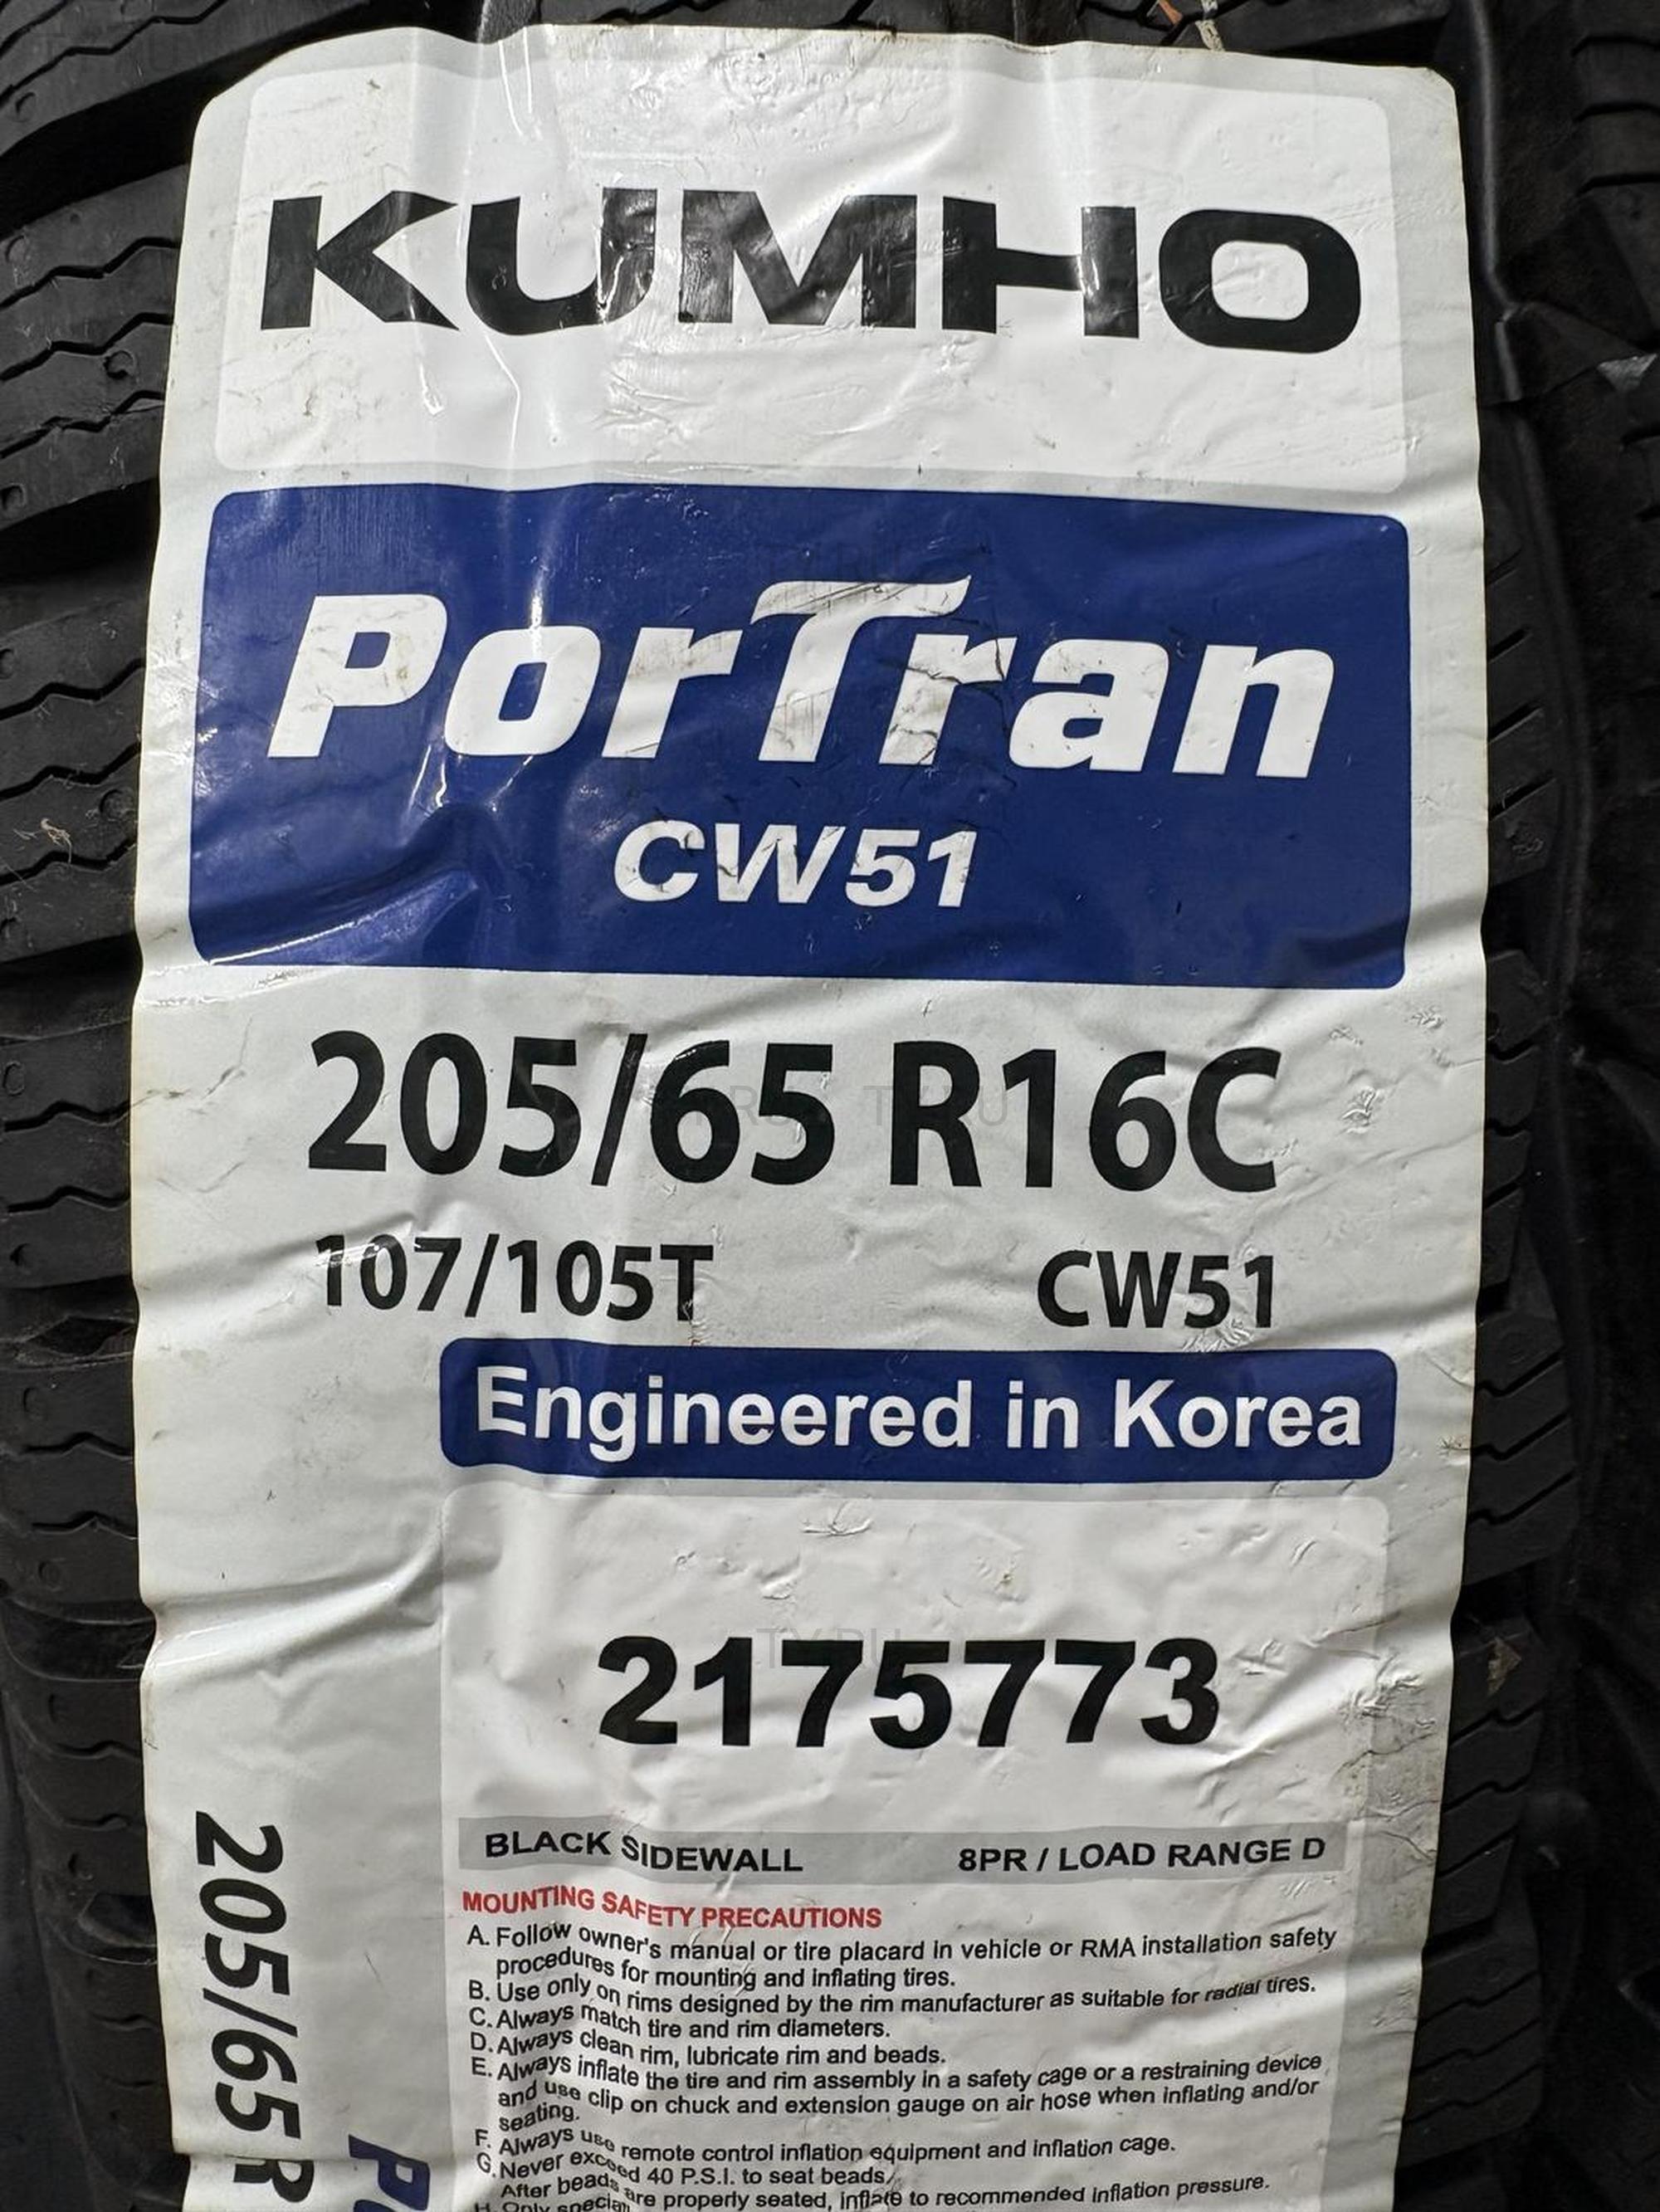 KUMHO
PorTran
CW51
205/65 R16C
107/105T CW51
Engineered in Korea
2175773
BLACK SIDEWALL 8PR / LOAD RANGE D
MOUNTING SAFETY PRECAUTIONS
A. Follow owner's manual or tire placard in vehicle or RMA installation safety
procedures for mounting and inflating tires.
B. Use only on rims designed by the rim manufacturer as suitable for radial tires.
C. Always match tire and rim diameters.
D. Always clean rim, lubricate rim and beads.
E. Always inflate the tire and rim assembly in a safety cage or a restraining device
and use clip on chuck and extension gauge on air hose when inflating and/or
seating.
F. Always use remote control inflation equipment and inflation cage.
G. Never exceed 40 P.S.I. to seat beads.
After beads are properly seated, inflate to recommended inflation pressure.
H. Only
205/65 R